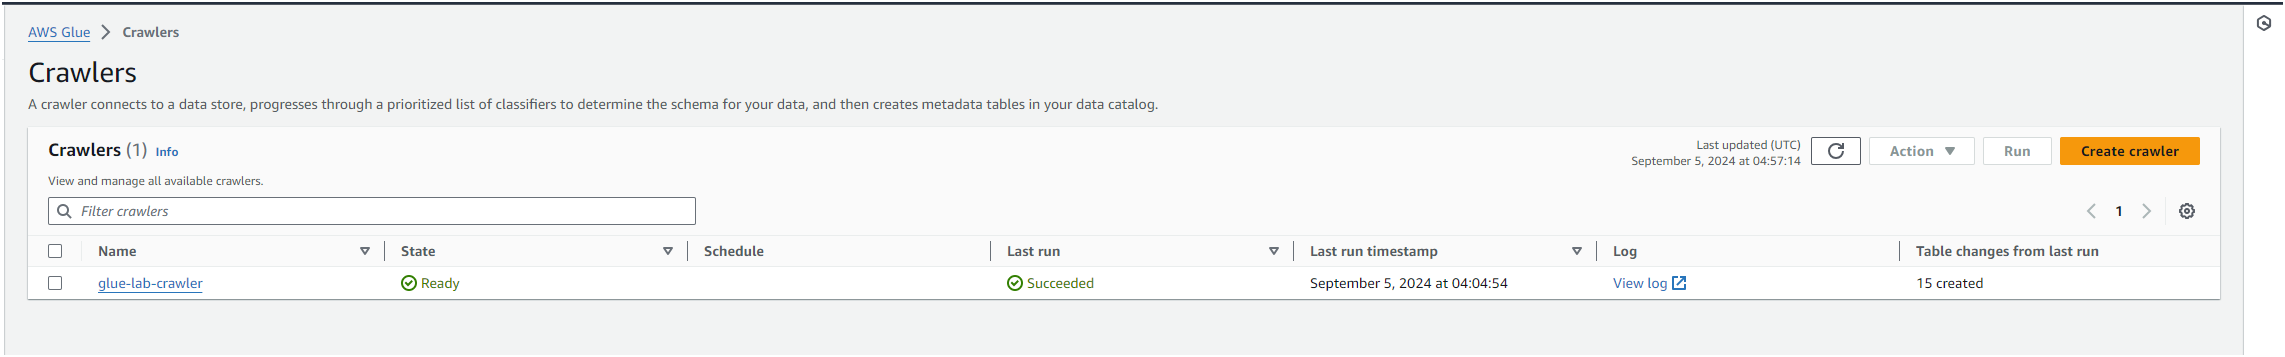 AWS Glue > Crawlers
Crawlers
A crawler connects to a data store, progresses through a prioritized list of classifiers to determine the schema for your data, and then creates metadata tables in your data catalog.
Crawlers (1) Info
Last updated (UTC)
September 5, 2024 at 04:57:14
Action
Run
Create crawler
View and manage all available crawlers.
Filter crawlers
1
Name State Schedule Last run Last run timestamp Log Table changes from last run
glue-lab-crawler Ready Succeeded September 5, 2024 at 04:04:54 View log 15 created